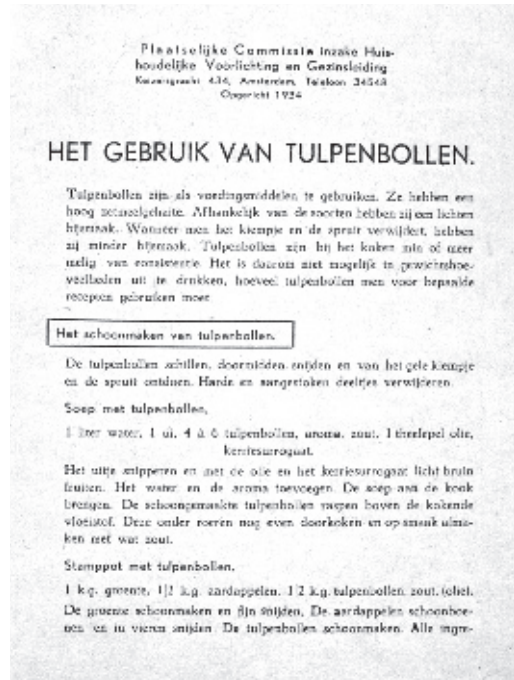 Plaatselijke Commissie inzake Huis-
houdelijke Voorlichting en Gezinsleiding
Keizersgracht 434, Amsterdam, Telefoon 34548
Opgericht 1934
HET GEBRUIK VAN TULPENBOLLEN.
Tulpenbollen zijn als voedingsmiddelen te gebruiken. Ze hebben een
hoog zetmeelgehalte. Afhankelijk van de soorten hebben zij een lichten
bijsmaak. Wanneer men het kiempje en de spruit verwijdert, hebben
zij minder bijsmaak. Tulpenbollen zijn bij het koken min of meer
melig van consistentie. Het is daarom niet mogelijk in gewichtshoe-
veelheden uit te drukken, hoeveel tulpenbollen men voor bepaalde
recepten gebruiken moet.
Het schoonmaken van tulpenbollen.
De tulpenbollen schillen, doormidden snijden en van het gele kiempje
en de spruit ontdoen. Harde en aangestoken deeltjes verwijderen.
Soep met tulpenbollen.
1 liter water, 1 ui, 4 à 6 tulpenbollen, aroma, zout, 1 theelepel olie,
kerriesurrogaat.
Het uitje snipperen en met de olie en het kerriesurrogaat licht bruin
fruiten. Het water en de aroma toevoegen. De soep aan de kook
brengen. De schoongemaakte tulpenbollen raspen boven de kokende
vloeistof. Deze onder roeren nog even doorkoken en op smaak afma-
ken met wat zout.
Stamppot met tulpenbollen.
1 k.g. groente, 1|2 k.g. aardappelen, 1|2 k.g. tulpenbollen, zout, (olie).
De groente schoonmaken en fijn snijden. De aardappelen schoonboe-
nen en in vieren snijden. De tulpenbollen schoonmaken. Alle ingre-